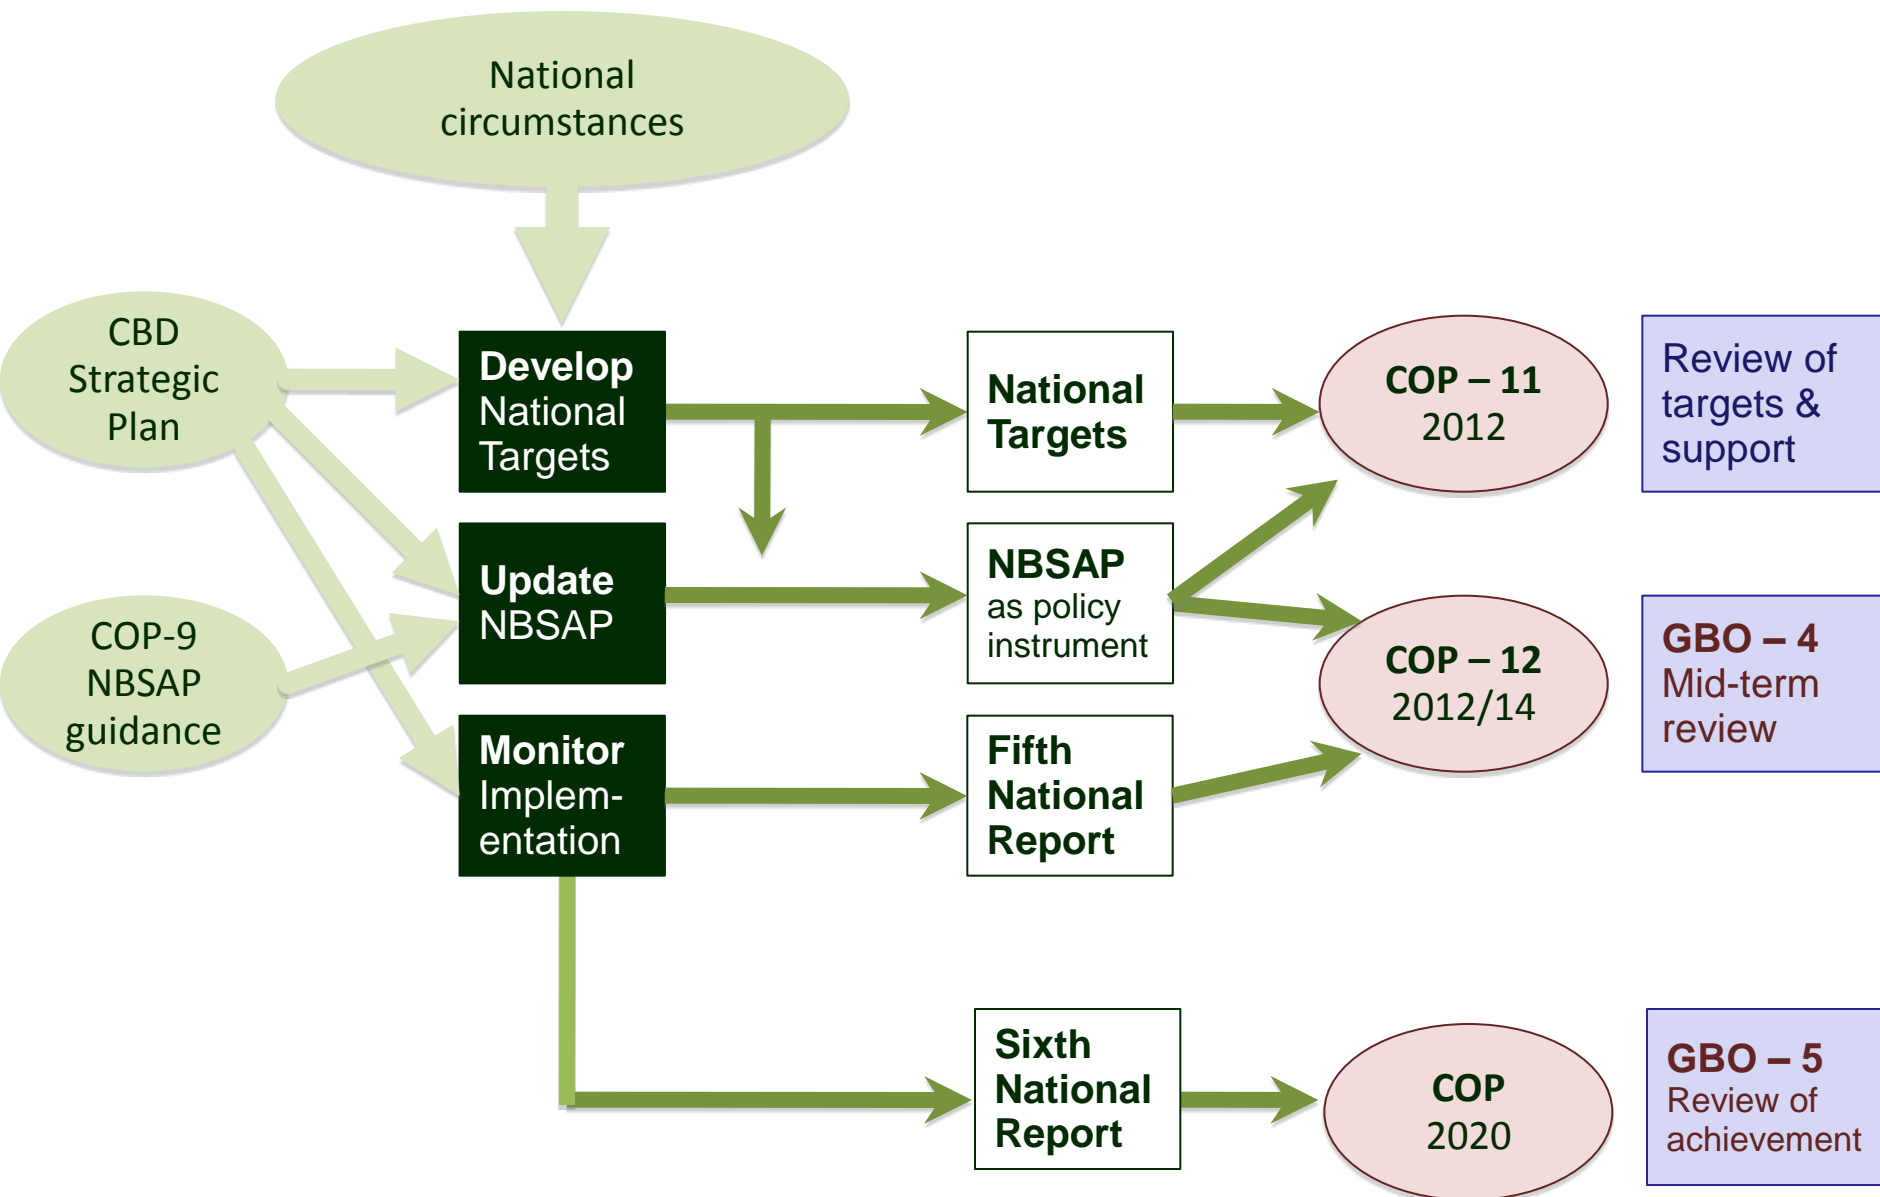 National
circumstances
CBD
Strategic
Plan
COP-9
NBSAP
guidance
Develop
National
Targets
Update
NBSAP
Monitor
Implem-
entation
National
Targets
NBSAP
as policy
instrument
Fifth
National
Report
Sixth
National
Report
COP – 11
2012
COP – 12
2012/14
COP
2020
Review of
targets &
support
GBO – 4
Mid-term
review
GBO – 5
Review of
achievement